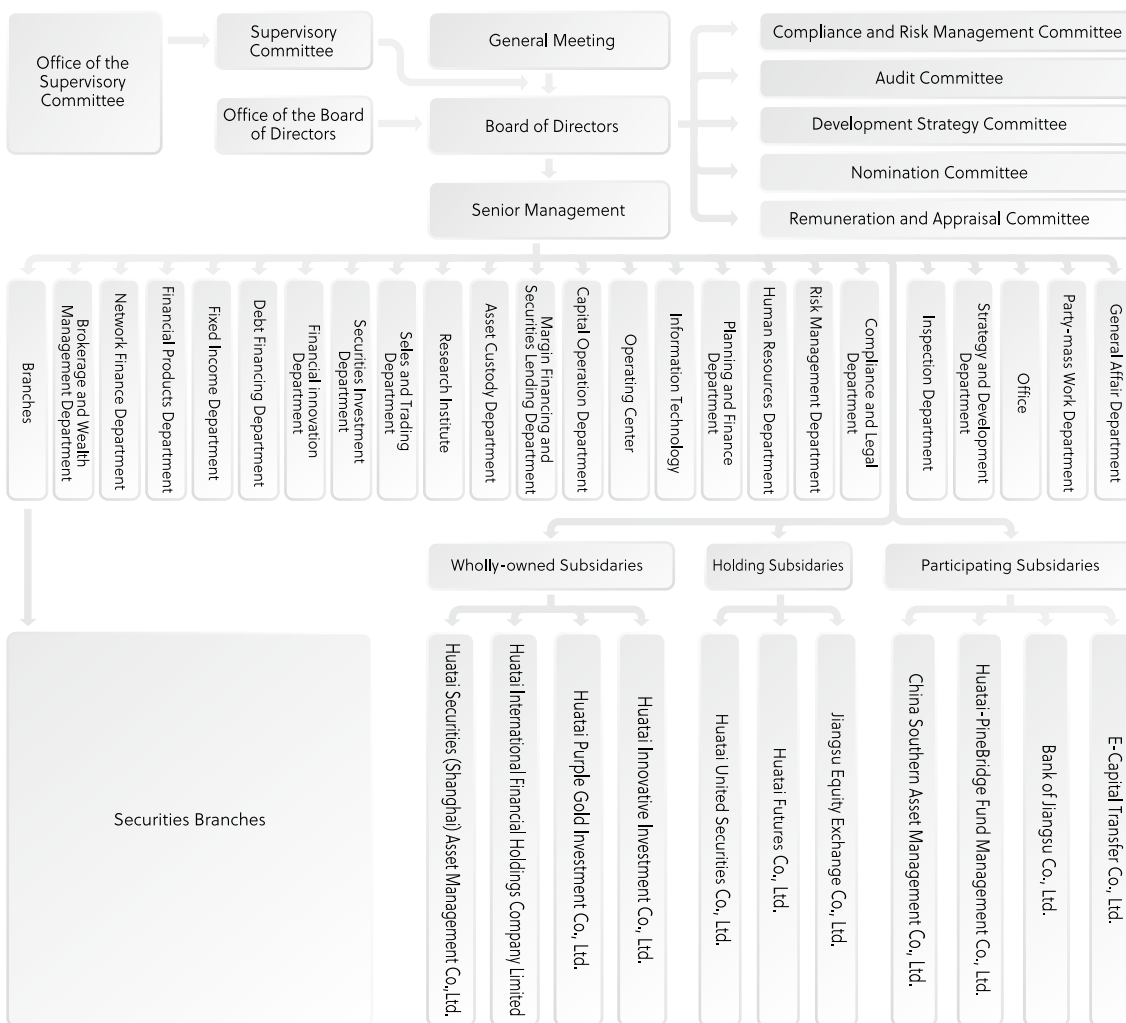 Office of the
Supervisory
Committee
Supervisory
Committee
General Meeting
Office of the Board
of Directors
Board of Directors
Senior Management
Compliance and Risk Management Committee
Audit Committee
Development Strategy Committee
Nomination Committee
Remuneration and Appraisal Committee
Branches
Brokerage and Wealth
Management Department
Network Finance Department
Financial Products Department
Fixed Income Department
Debt Financing Department
Financial innovation
Department
Securities Investment
Department
Seles and Trading
Department
Research Institute
Asset Custody Department
Margin Financing and
Securities Lending Department
Capital Operation Department
Operating Center
Information Technology
Planning and Finance
Department
Human Resources Department
Risk Management Department
Compliance and Legal
Department
Inspection Department
Strategy and Development
Department
Office
Party-mass Work Department
General Affair Department
Wholly-owned Subsidaries
Holding Subsidaries
Participating Subsidaries
Securities Branches
Huatai Securities (Shanghai) Asset Management Co,.Ltd.
Huatai International Financial Holdings Company Limited
Huatai Purple Gold Investment Co., Ltd.
Huatai Innovative Investment Co., Ltd.
Huatai United Securities Co., Ltd.
Huatai Futures Co., Ltd.
Jiangsu Equity Exchange Co., Ltd.
China Southern Asset Management Co., Ltd.
Huatai-PineBridge Fund Management Co., Ltd.
Bank of Jiangsu Co., Ltd.
E-Capital Transfer Co., Ltd.